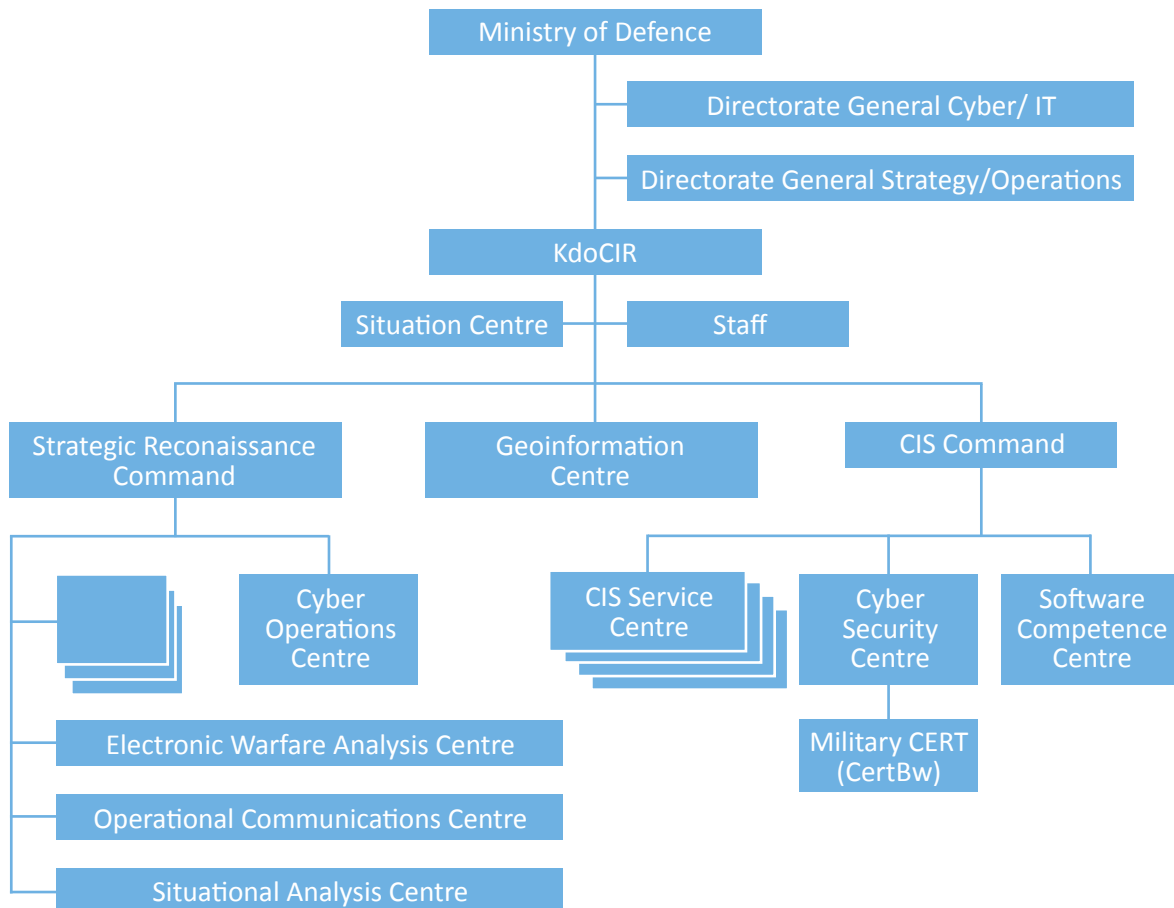 Ministry of Defence
Directorate General Cyber/ IT
Directorate General Strategy/Operations
KdoCIR
Situation Centre
Staff
Strategic Reconaissance
Command
Geoinformation
Centre
CIS Command
Cyber
Operations
Centre
CIS Service
Centre
Cyber
Security
Centre
Software
Competence
Centre
Electronic Warfare Analysis Centre
Military CERT
(CertBw)
Operational Communications Centre
Situational Analysis Centre